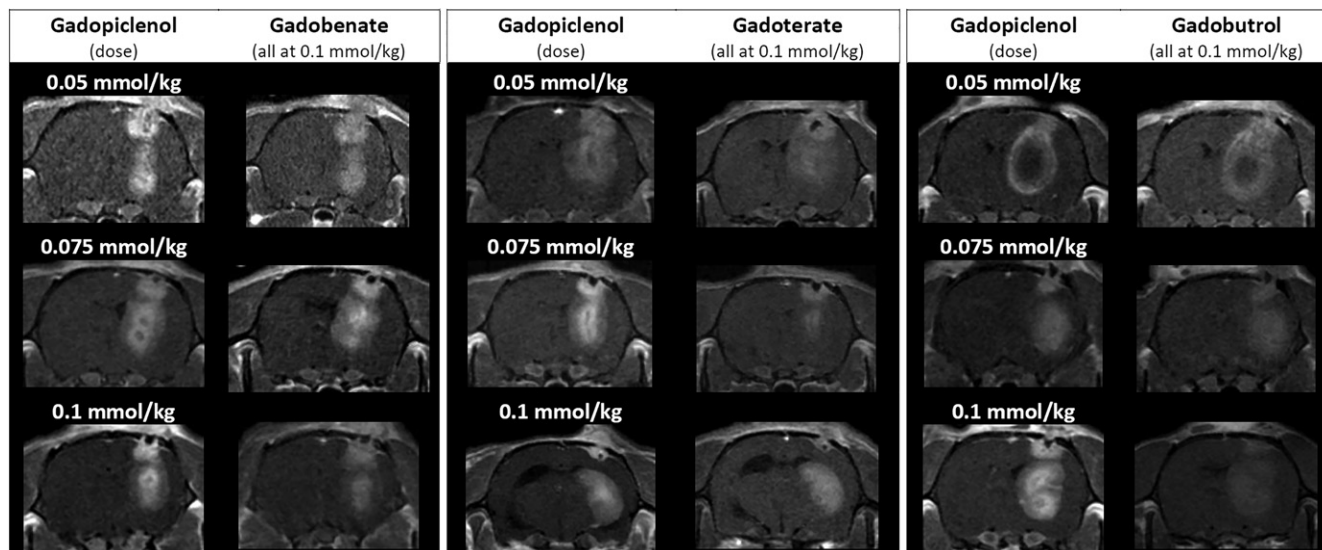 Gadopiclenol
(dose)
Gadobenate
(all at 0.1 mmol/kg)
0.05 mmol/kg
0.075 mmol/kg
0.1 mmol/kg
Gadopiclenol
(dose)
Gadoterate
(all at 0.1 mmol/kg)
0.05 mmol/kg
0.075 mmol/kg
0.1 mmol/kg
Gadopiclenol
(dose)
Gadobutrol
(all at 0.1 mmol/kg)
0.05 mmol/kg
0.075 mmol/kg
0.1 mmol/kg